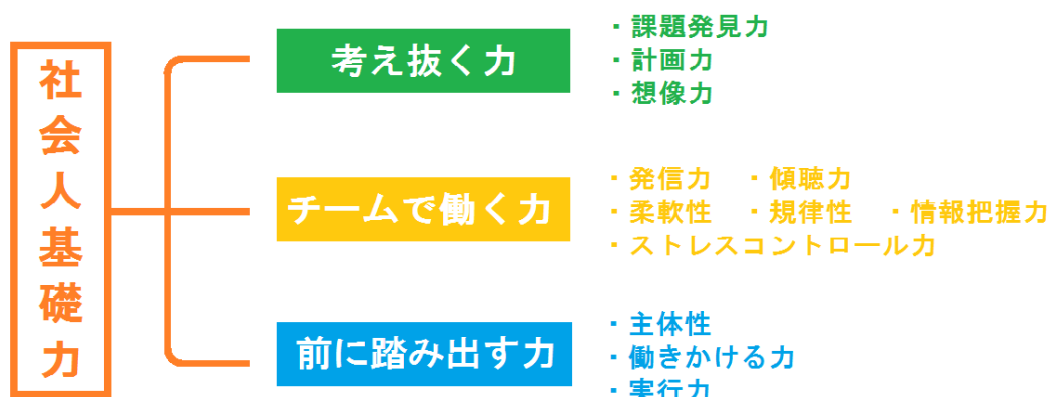 社会人基礎力
考え抜く力
・課題発見力
・計画力
・想像力
チームで働く力
・発信力 ・傾聴力
・柔軟性 ・規律性 ・情報把握力
・ストレスコントロール力
前に踏み出す力
・主体性
・働きかける力
・実行力